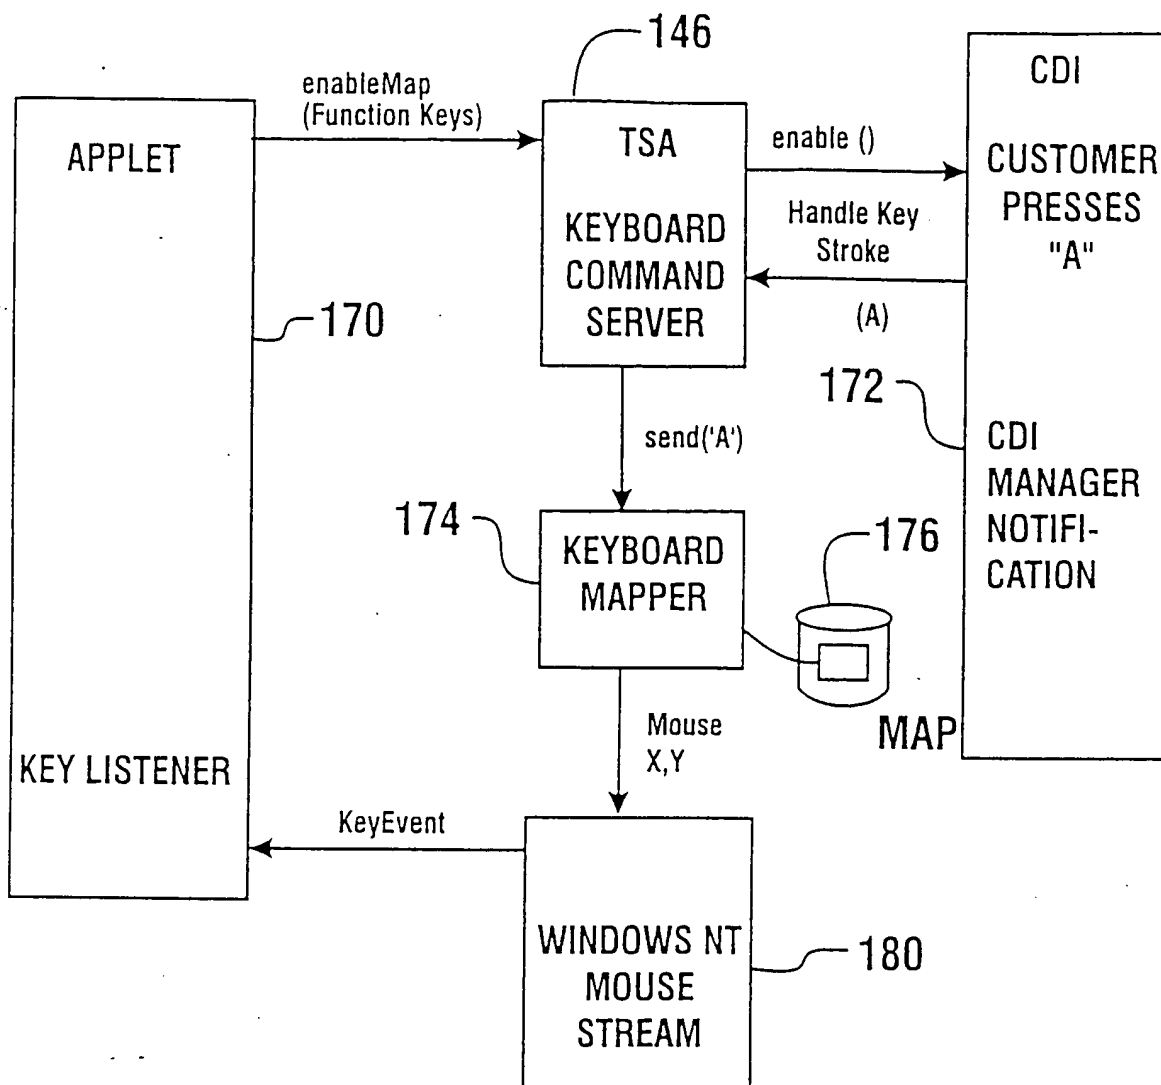 146
enableMap
(Function Keys)
APPLET
TSA
KEYBOARD
COMMAND
SERVER
enable ()
Handle Key
Stroke
(A)
CDI
CUSTOMER
PRESSES
"A"
170
172
CDI
MANAGER
NOTIFI-
CATION
send('A')
174
KEYBOARD
MAPPER
176
MAP
Mouse
X,Y
KEY LISTENER
KeyEvent
WINDOWS NT
MOUSE
STREAM
180